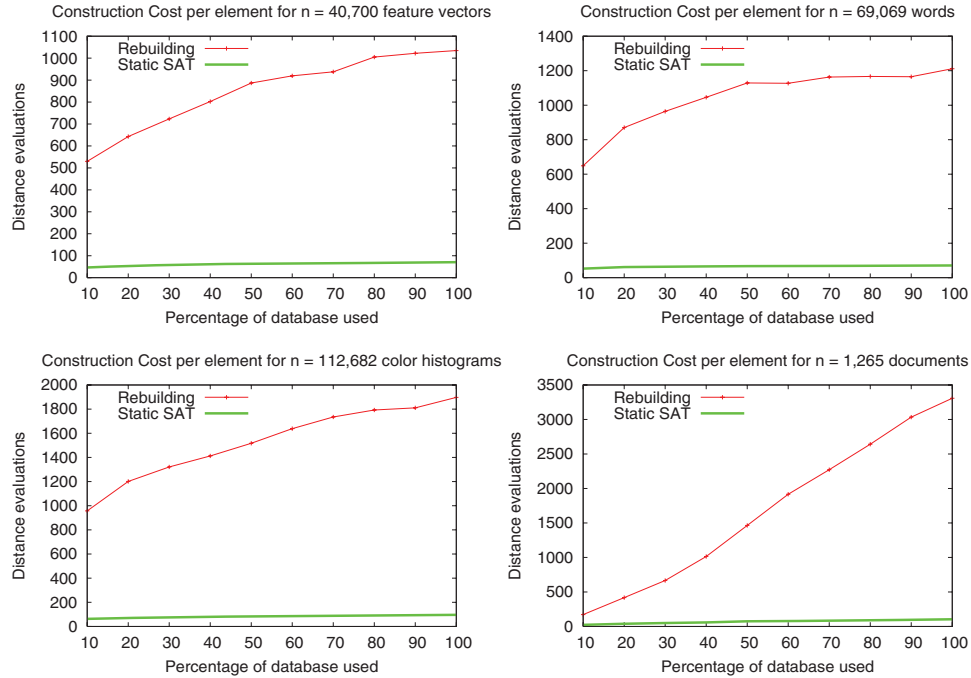 Construction Cost per element for n = 40,700 feature vectors
1100
1000
900
800
700
600
500
400
300
200
100
0
Distance evaluations
Rebuilding
Static SAT
10 20 30 40 50 60 70 80 90 100
Percentage of database used
Construction Cost per element for n = 69,069 words
1400
1200
1000
800
600
400
200
0
Distance evaluations
Rebuilding
Static SAT
10 20 30 40 50 60 70 80 90 100
Percentage of database used
Construction Cost per element for n = 112,682 color histograms
2000
1800
1600
1400
1200
1000
800
600
400
200
0
Distance evaluations
Rebuilding
Static SAT
10 20 30 40 50 60 70 80 90 100
Percentage of database used
Construction Cost per element for n = 1,265 documents
3500
3000
2500
2000
1500
1000
500
0
Distance evaluations
Rebuilding
Static SAT
10 20 30 40 50 60 70 80 90 100
Percentage of database used